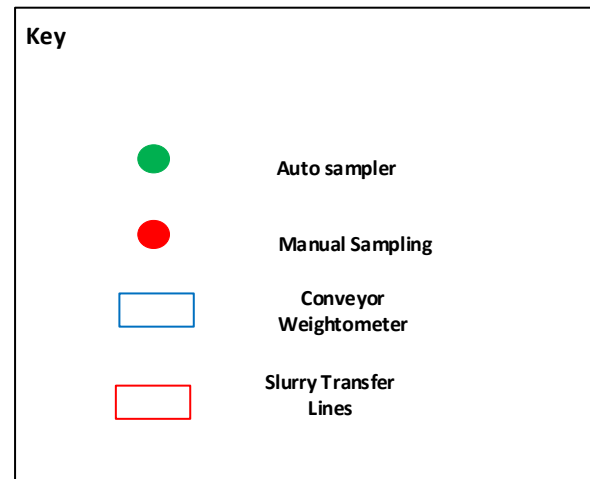 Key
Auto sampler
Manual Sampling
Conveyor
Weightometer
Slurry Transfer
Lines